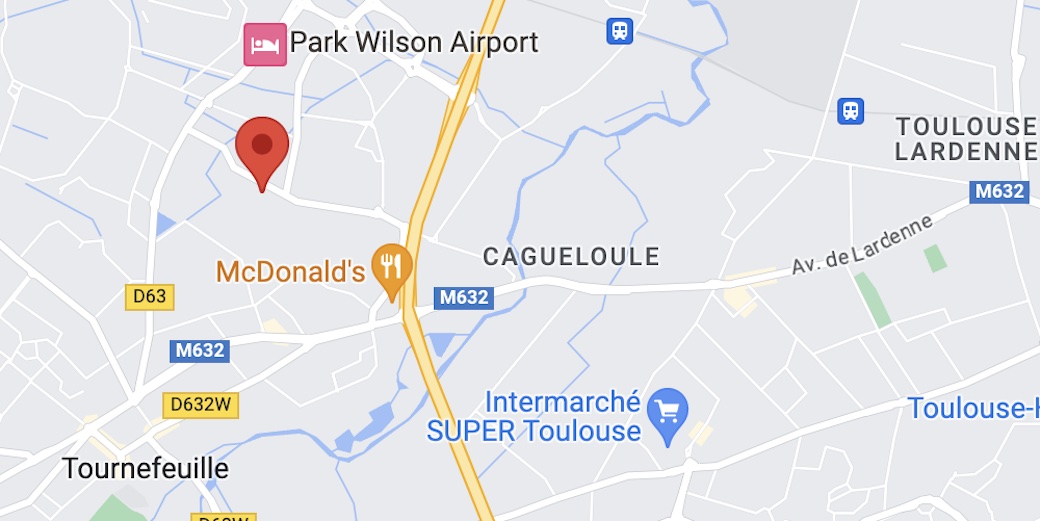 Park Wilson Airport
TOULOUSE
LARDENNE
M632
Av. de Lardenne
CAGUELOULE
McDonald's
D63
M632
M632
D632W
Intermarché
SUPER Toulouse
Toulouse-H
Tournefeuille